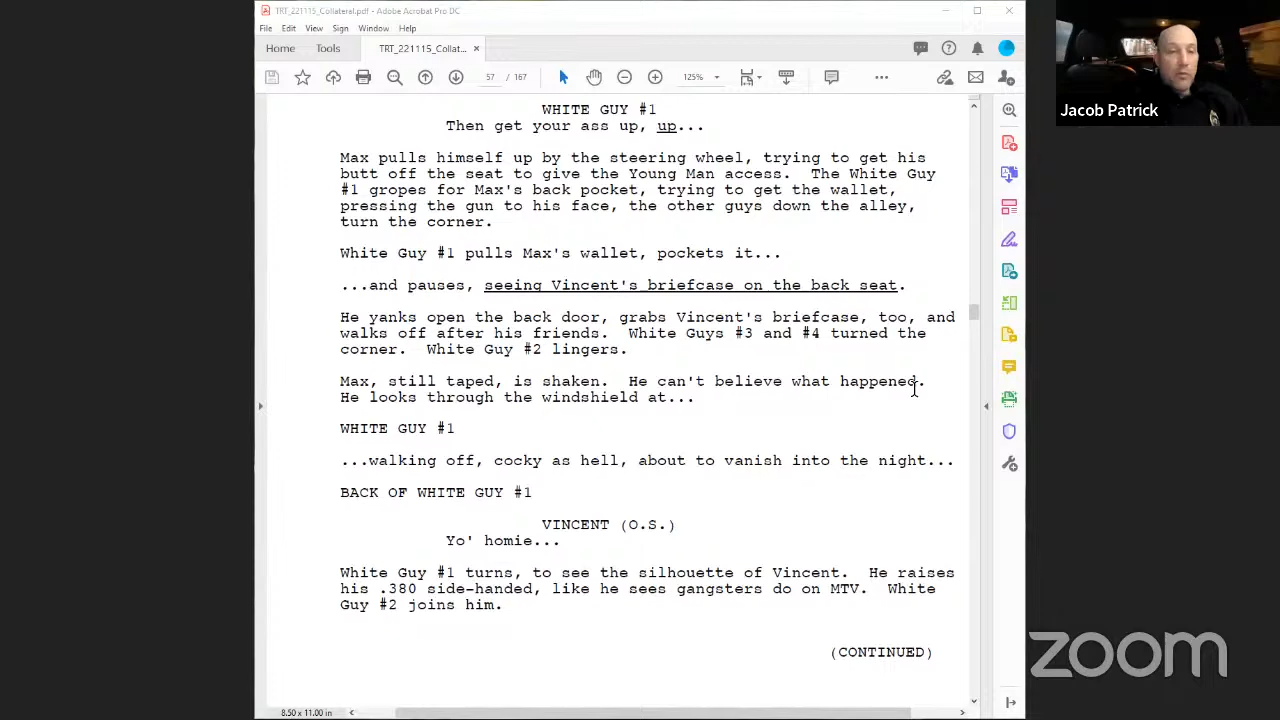 TRT_221115_Collateral.pdf - Adobe Acrobat Pro DC
File Edit View Sign Window Help
Home Tools TRT_221115_Collat... ×
57 / 167 125%
WHITE GUY #1
Then get your ass up, up...
Max pulls himself up by the steering wheel, trying to get his
butt off the seat to give the Young Man access. The White Guy
#1 gropes for Max's back pocket, trying to get the wallet,
pressing the gun to his face, the other guys down the alley,
turn the corner.
White Guy #1 pulls Max's wallet, pockets it...
...and pauses, seeing Vincent's briefcase on the back seat.
He yanks open the back door, grabs Vincent's briefcase, too, and
walks off after his friends. White Guys #3 and #4 turned the
corner. White Guy #2 lingers.
Max, still taped, is shaken. He can't believe what happened.
He looks through the windshield at...
WHITE GUY #1
...walking off, cocky as hell, about to vanish into the night...
BACK OF WHITE GUY #1
VINCENT (O.S.)
Yo' homie...
White Guy #1 turns, to see the silhouette of Vincent. He raises
his .380 side-handed, like he sees gangsters do on MTV. White
Guy #2 joins him.
(CONTINUED)
8.50 x 11.00 in
Jacob Patrick
zoom